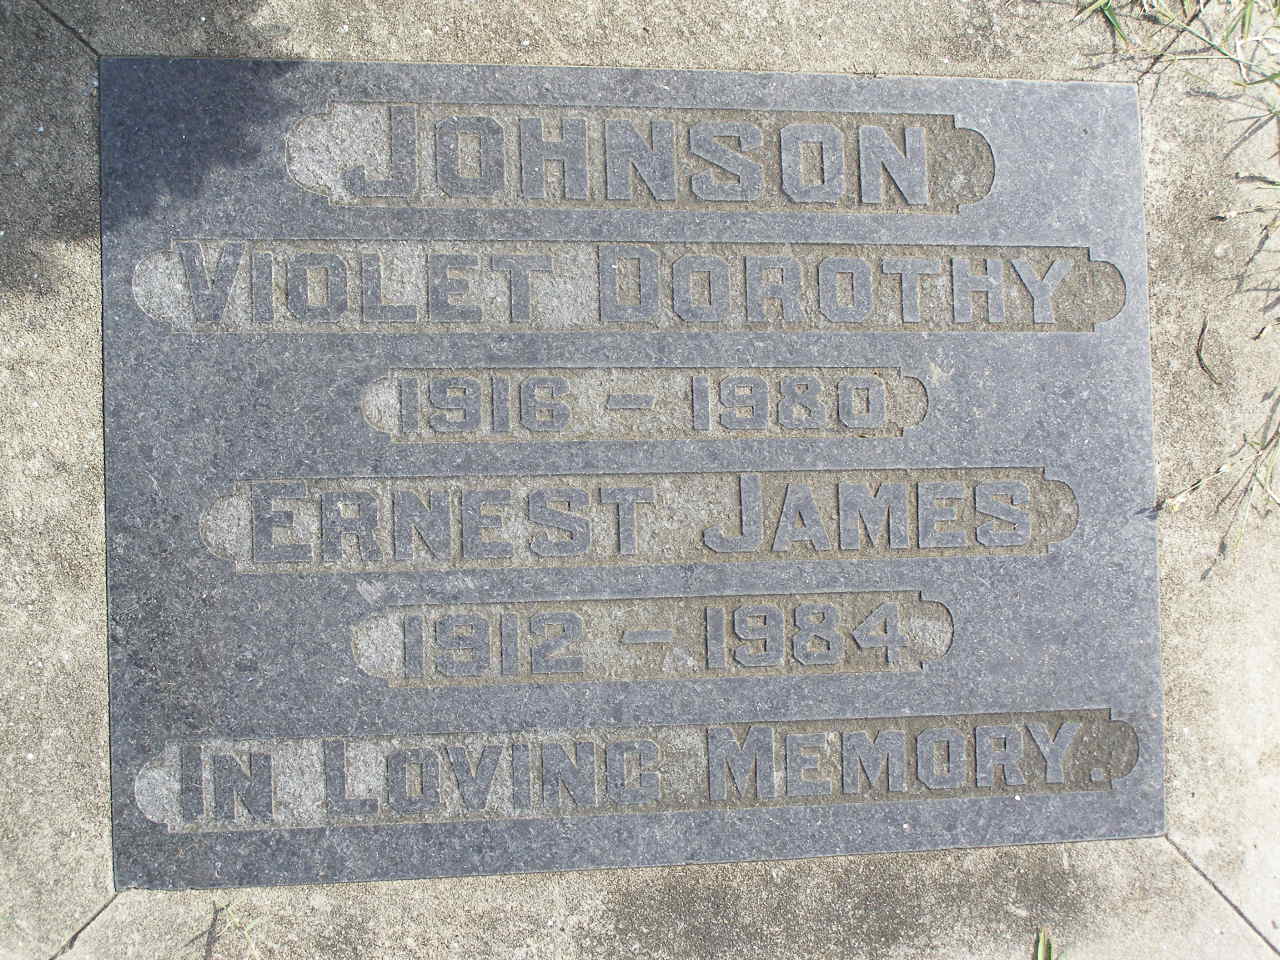 JOHNSON
VIOLET DOROTHY
1916 - 1980
ERNEST JAMES
1912 - 1984
IN LOVING MEMORY.